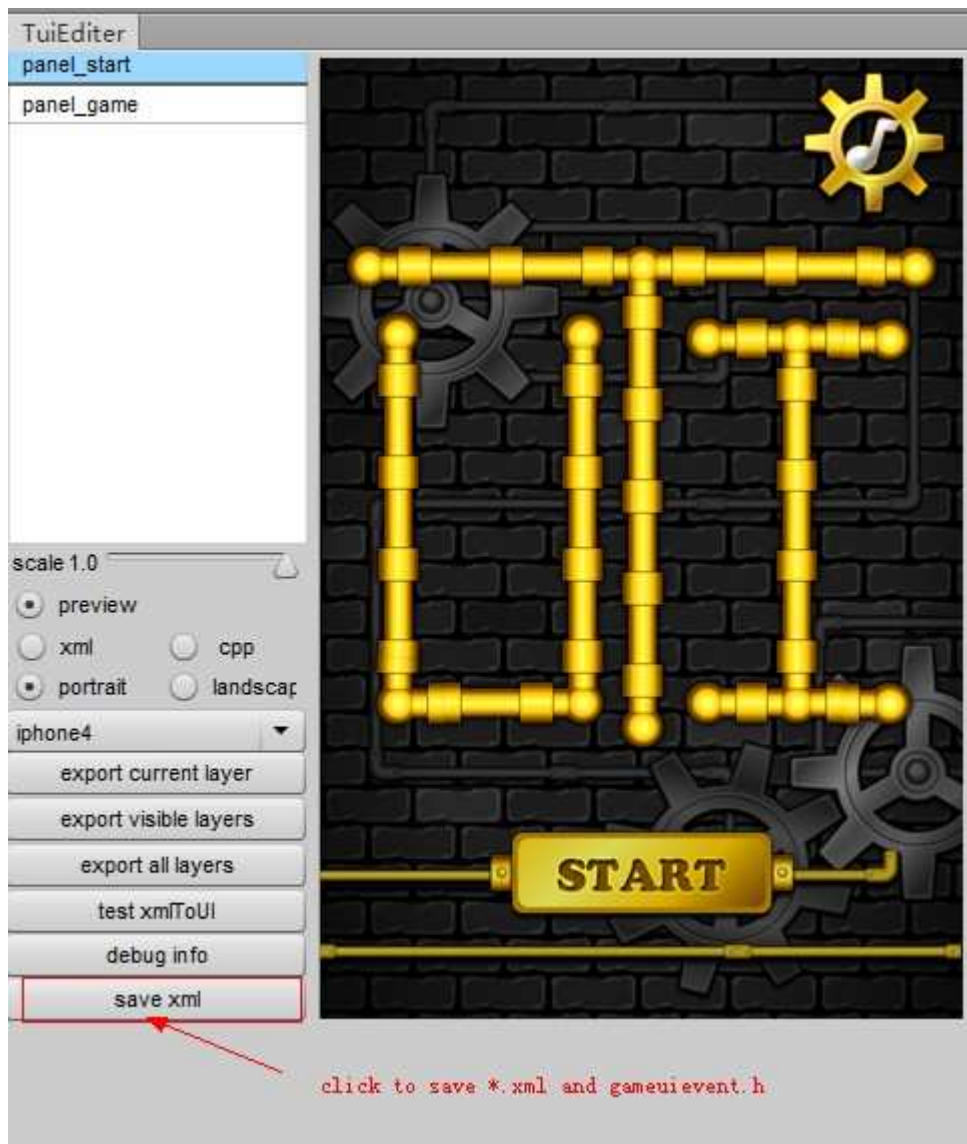 TuiEditer
panel_start
panel_game
scale 1.0
preview
xml cpp
portrait landscap
iphone4
export current layer
export visible layers
export all layers
test xmlToUI
debug info
save xml
START
click to save *.xml and gameuievent.h